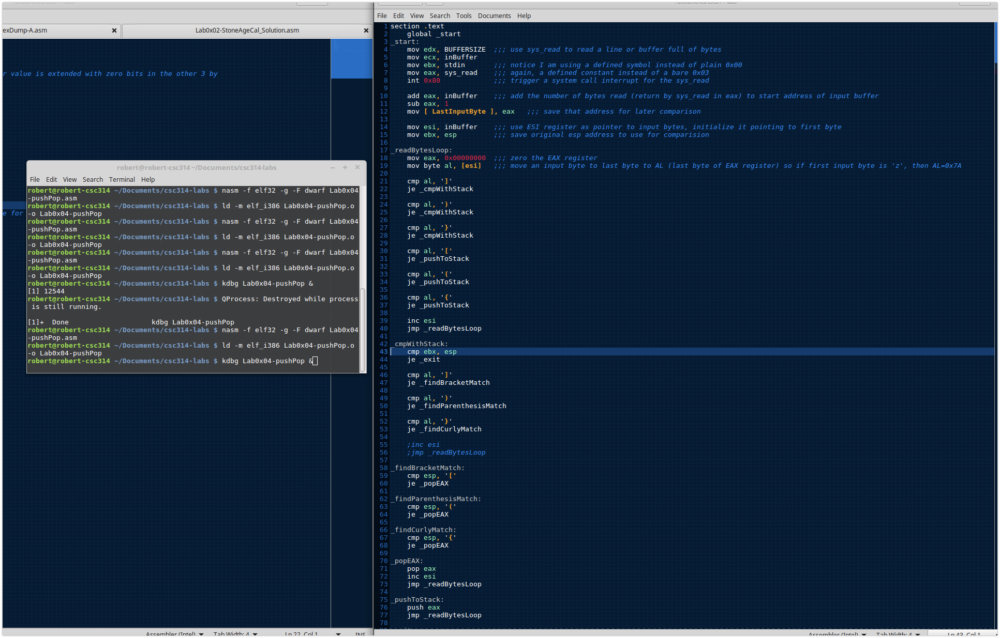 exDump-A.asm
Lab0x02-StoneAgeCal_Solution.asm
r value is extended with zero bits in the other 3 by
e for
Assembler (Intel) Tab Width: 4 Ln 22, Col 1 INS
robert@robert-csc314 ~/Documents/csc314-labs
File Edit View Search Terminal Help
robert@robert-csc314 ~/Documents/csc314-labs $ nasm -f elf32 -g -F dwarf Lab0x04
-pushPop.asm
robert@robert-csc314 ~/Documents/csc314-labs $ ld -m elf_i386 Lab0x04-pushPop.o
-o Lab0x04-pushPop
robert@robert-csc314 ~/Documents/csc314-labs $ nasm -f elf32 -g -F dwarf Lab0x04
-pushPop.asm
robert@robert-csc314 ~/Documents/csc314-labs $ ld -m elf_i386 Lab0x04-pushPop.o
-o Lab0x04-pushPop
robert@robert-csc314 ~/Documents/csc314-labs $ nasm -f elf32 -g -F dwarf Lab0x04
-pushPop.asm
robert@robert-csc314 ~/Documents/csc314-labs $ ld -m elf_i386 Lab0x04-pushPop.o
-o Lab0x04-pushPop
robert@robert-csc314 ~/Documents/csc314-labs $ kdbg Lab0x04-pushPop &
[1] 12544
robert@robert-csc314 ~/Documents/csc314-labs $ QProcess: Destroyed while process
is still running.
[1]+  Done                    kdbg Lab0x04-pushPop
robert@robert-csc314 ~/Documents/csc314-labs $ nasm -f elf32 -g -F dwarf Lab0x04
-pushPop.asm
robert@robert-csc314 ~/Documents/csc314-labs $ ld -m elf_i386 Lab0x04-pushPop.o
-o Lab0x04-pushPop
robert@robert-csc314 ~/Documents/csc314-labs $ kdbg Lab0x04-pushPop &
File Edit View Search Tools Documents Help
1 section .text
2     global _start
3 _start:
4     mov edx, BUFFERSIZE  ;;; use sys_read to read a line or buffer full of bytes
5     mov ecx, inBuffer
6     mov ebx, stdin       ;;; notice I am using a defined symbol instead of plain 0x00
7     mov eax, sys_read    ;;; again, a defined constant instead of a bare 0x03
8     int 0x80             ;;; trigger a system call interrupt for the sys_read
9
10     add eax, inBuffer    ;;; add the number of bytes read (return by sys_read in eax) to start address of input buffer
11     sub eax, 1
12     mov [ LastInputByte ], eax   ;;; save that address for later comparison
13
14     mov esi, inBuffer    ;;; use ESI register as pointer to input bytes, initialize it pointing to first byte
15     mov ebx, esp         ;;; save original esp address to use for comparision
16
17 _readBytesLoop:
18     mov eax, 0x00000000  ;;; zero the EAX register
19     mov byte al, [esi]   ;;; move an input byte to last byte to AL (last byte of EAX register) so if first input byte is 'z', then AL=0x7A
20
21     cmp al, ']'
22     je _cmpWithStack
23
24     cmp al, ')'
25     je _cmpWithStack
26
27     cmp al, '}'
28     je _cmpWithStack
29
30     cmp al, '['
31     je _pushToStack
32
33     cmp al, '('
34     je _pushToStack
35
36     cmp al, '{'
37     je _pushToStack
38
39     inc esi
40     jmp _readBytesLoop
41
42 _cmpWithStack:
43     cmp ebx, esp
44     je _exit
45
46     cmp al, ']'
47     je _findBracketMatch
48
49     cmp al, ')'
50     je _findParenthesisMatch
51
52     cmp al, '}'
53     je _findCurlyMatch
54
55     ;inc esi
56     ;jmp _readBytesLoop
57
58 _findBracketMatch:
59     cmp esp, '['
60     je _popEAX
61
62 _findParenthesisMatch:
63     cmp esp, '('
64     je _popEAX
65
66 _findCurlyMatch:
67     cmp esp, '{'
68     je _popEAX
69
70 _popEAX:
71     pop eax
72     inc esi
73     jmp _readBytesLoop
74
75 _pushToStack:
76     push eax
77     jmp _readBytesLoop
78
Assembler (Intel) Tab Width: 4 Ln 43, Col 1